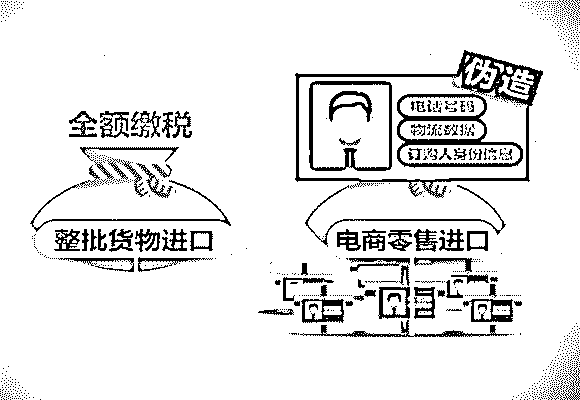 伪造
电话号码
物流数据
订购人身份信息
全额缴税
整批货物进口
电商零售进口